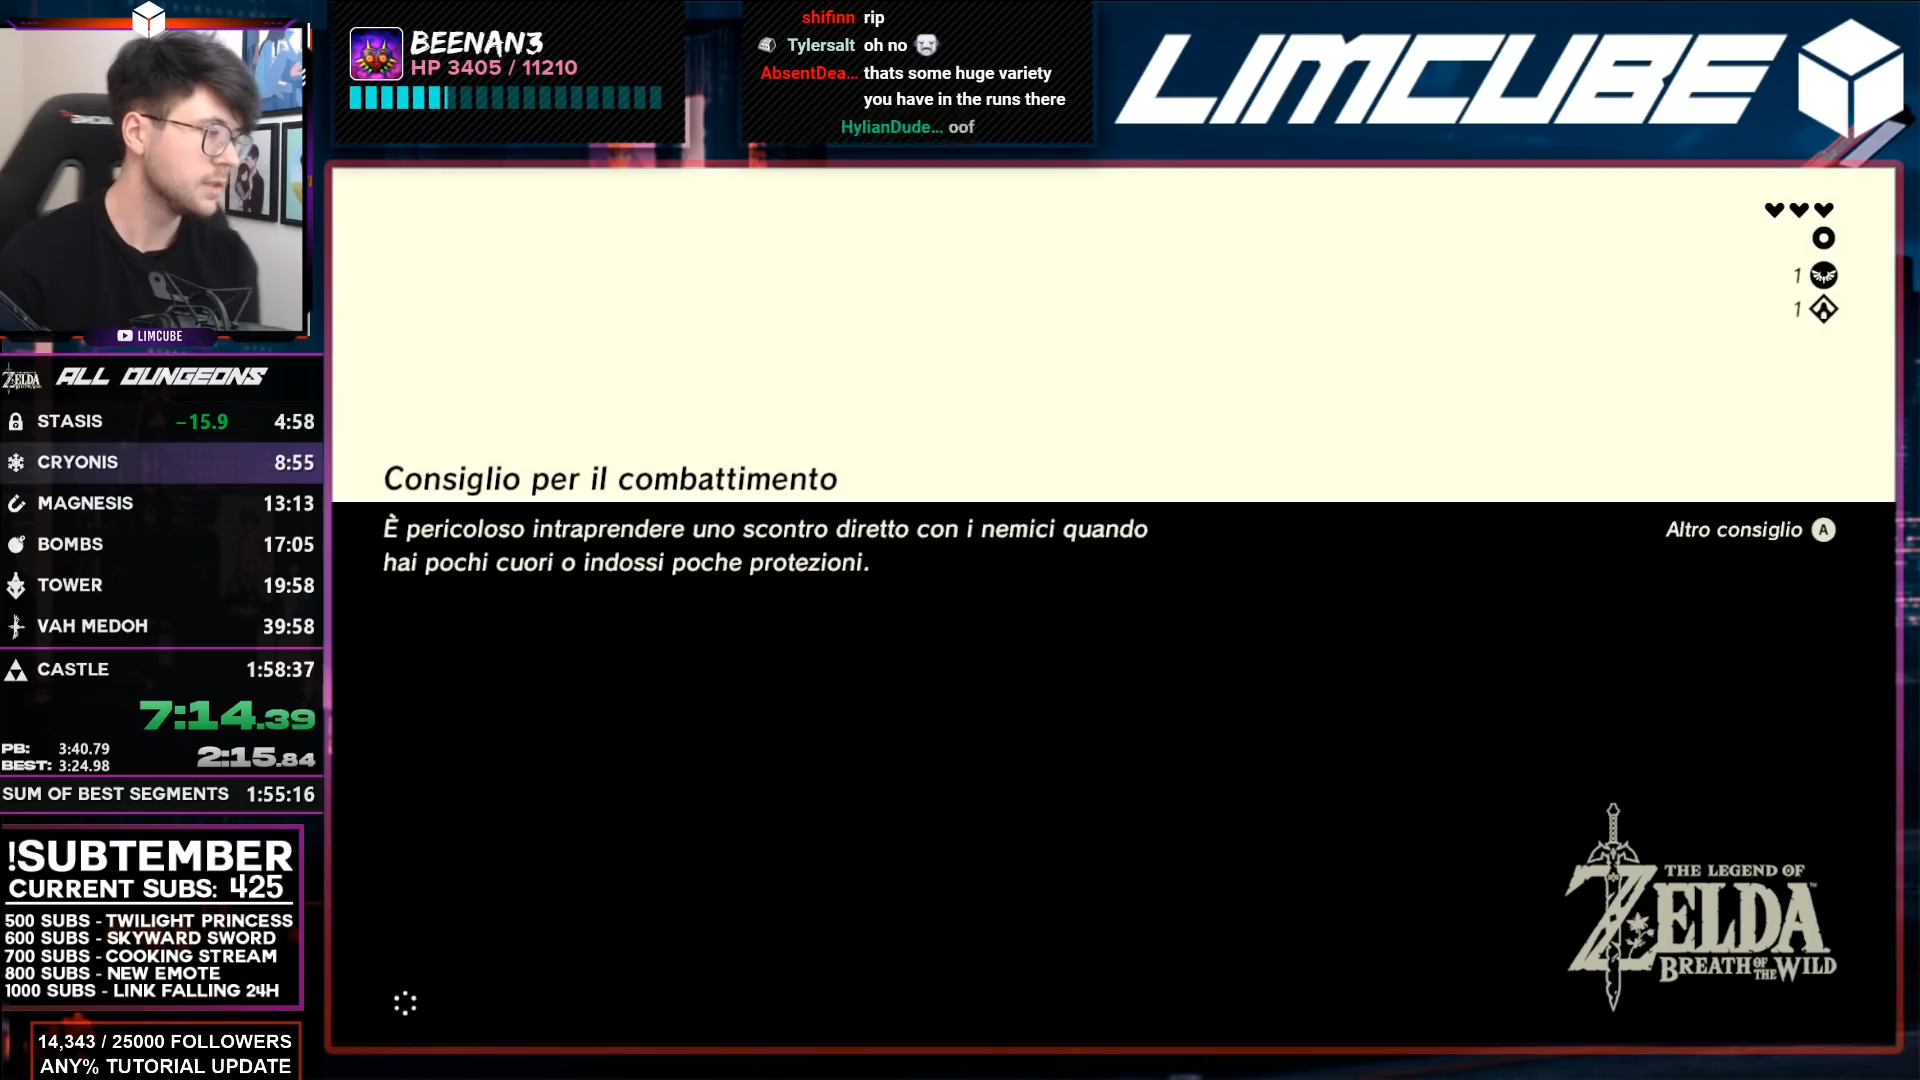 BEENAN3
HP 3405 / 11210
shifinn rip
Tylersalt oh no
AbsentDea... thats some huge variety
you have in the runs there
HylianDude... oof
LIMCUBE
LIMCUBE
ZELDA
ALL DUNGEONS
STASIS -15.9 4:58
CRYONIS 8:55
MAGNESIS 13:13
BOMBS 17:05
TOWER 19:58
VAH MEDOH 39:58
CASTLE 1:58:37
7:14.39
PB: 3:40.79
BEST: 3:24.98
2:15.84
SUM OF BEST SEGMENTS 1:55:16
!SUBTEMBER
CURRENT SUBS: 425
500 SUBS - TWILIGHT PRINCESS
600 SUBS - SKYWARD SWORD
700 SUBS - COOKING STREAM
800 SUBS - NEW EMOTE
1000 SUBS - LINK FALLING 24H
14,343 / 25000 FOLLOWERS
ANY% TUTORIAL UPDATE
1
1
Consiglio per il combattimento
È pericoloso intraprendere uno scontro diretto con i nemici quando
hai pochi cuori o indossi poche protezioni.
Altro consiglio A
THE LEGEND OF
ZELDA™
BREATH OF THE WILD